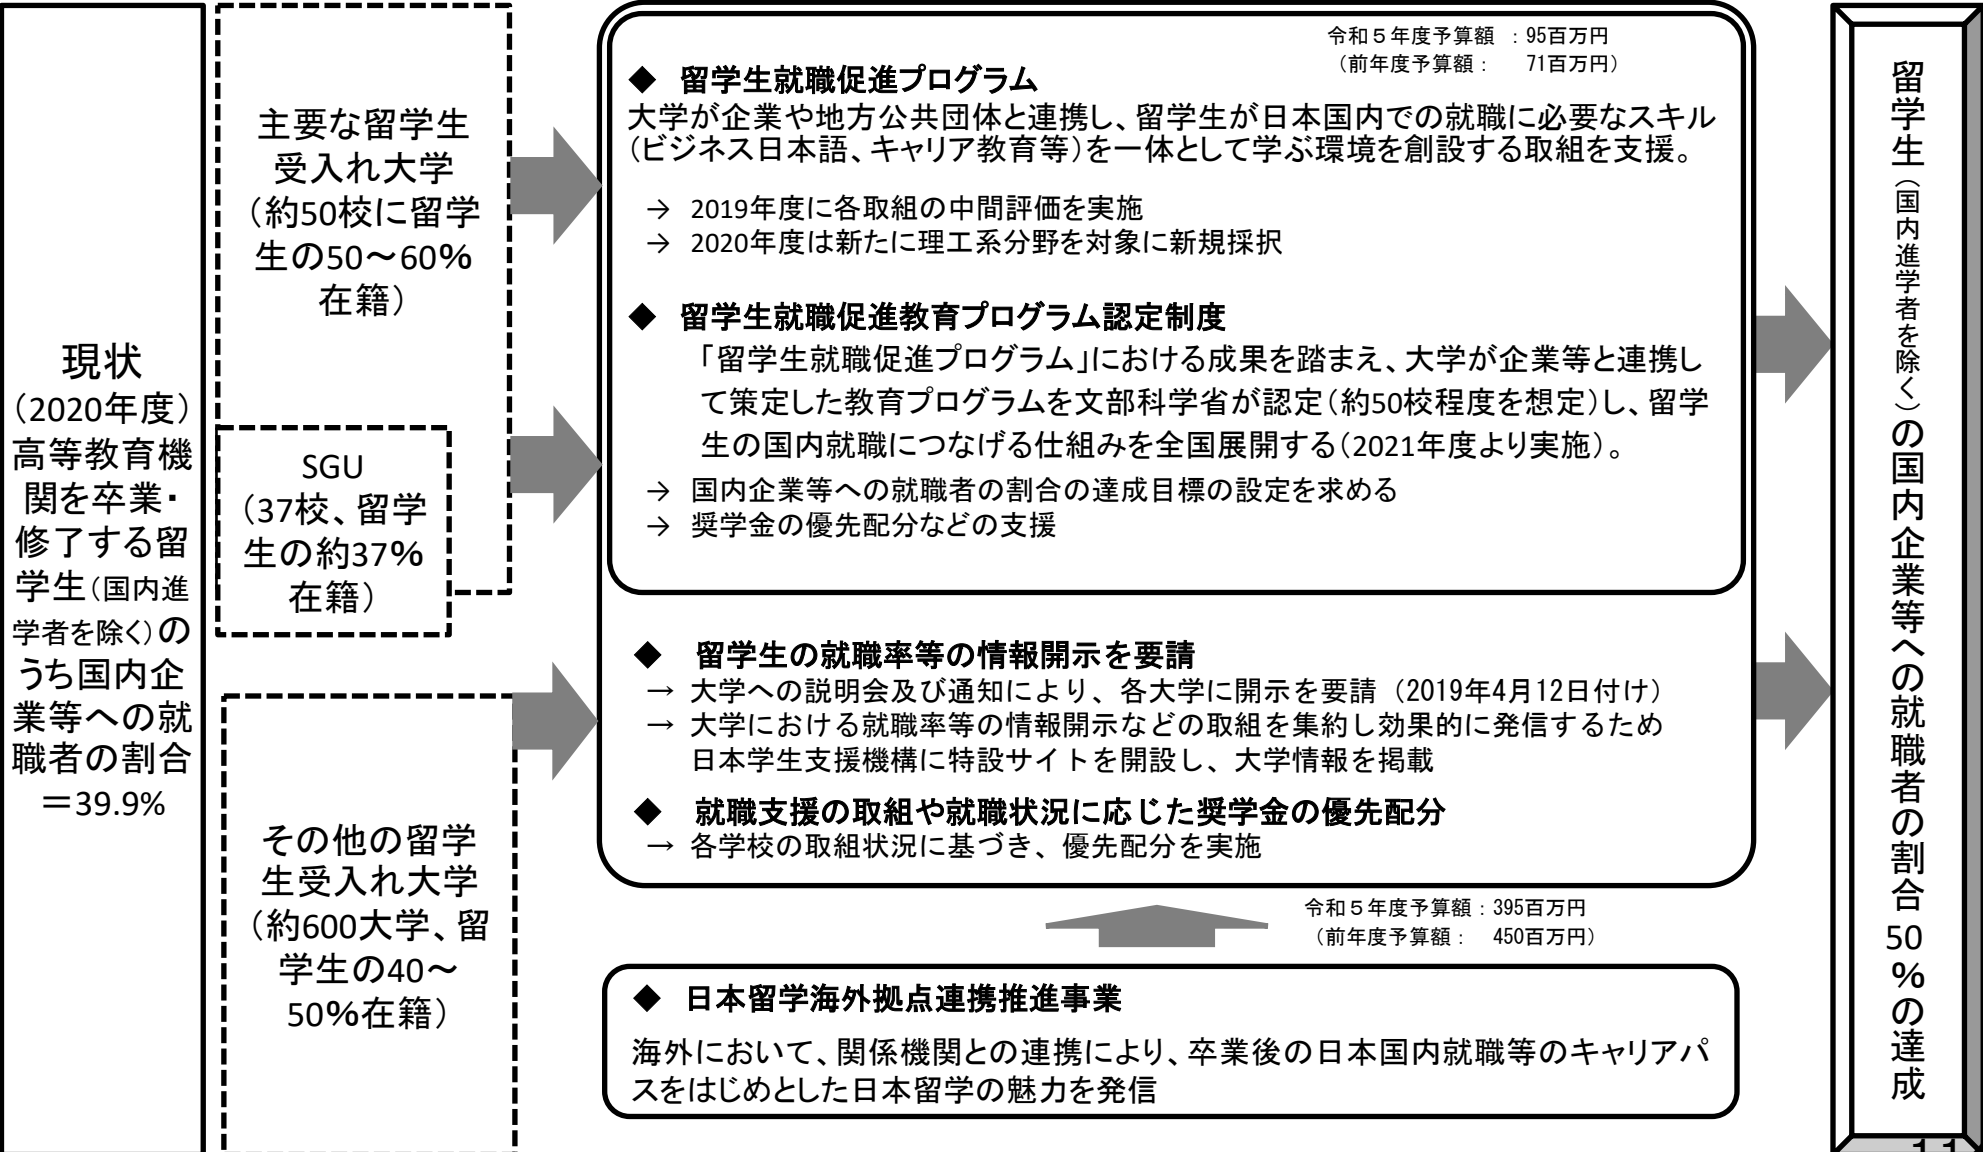 現状
（2020年度）
高等教育機
関を卒業・
修了する留
学生（国内進
学者を除く）の
うち国内企
業等への就
職者の割合
＝39.9%
主要な留学生
受入れ大学
（約50校に留学
生の50～60%
在籍）
SGU
（37校、留学
生の約37%
在籍）
その他の留学
生受入れ大学
（約600大学、留
学生の40～
50%在籍）
令和５年度予算額 ：95百万円
（前年度予算額： 71百万円）
◆ 留学生就職促進プログラム
大学が企業や地方公共団体と連携し、留学生が日本国内での就職に必要なスキル
（ビジネス日本語、キャリア教育等）を一体として学ぶ環境を創設する取組を支援。
→ 2019年度に各取組の中間評価を実施
→ 2020年度は新たに理工系分野を対象に新規採択
◆ 留学生就職促進教育プログラム認定制度
「留学生就職促進プログラム」における成果を踏まえ、大学が企業等と連携し
て策定した教育プログラムを文部科学省が認定（約50校程度を想定）し、留学
生の国内就職につなげる仕組みを全国展開する（2021年度より実施）。
→ 国内企業等への就職者の割合の達成目標の設定を求める
→ 奨学金の優先配分などの支援
◆ 留学生の就職率等の情報開示を要請
→ 大学への説明会及び通知により、各大学に開示を要請（2019年4月12日付け）
→ 大学における就職率等の情報開示などの取組を集約し効果的に発信するため
日本学生支援機構に特設サイトを開設し、大学情報を掲載
◆ 就職支援の取組や就職状況に応じた奨学金の優先配分
→ 各学校の取組状況に基づき、優先配分を実施
令和５年度予算額：395百万円
（前年度予算額： 450百万円）
◆ 日本留学海外拠点連携推進事業
海外において、関係機関との連携により、卒業後の日本国内就職等のキャリアパ
スをはじめとした日本留学の魅力を発信
留学生（国内進学者を除く）の国内企業等への就職者の割合50%の達成
11